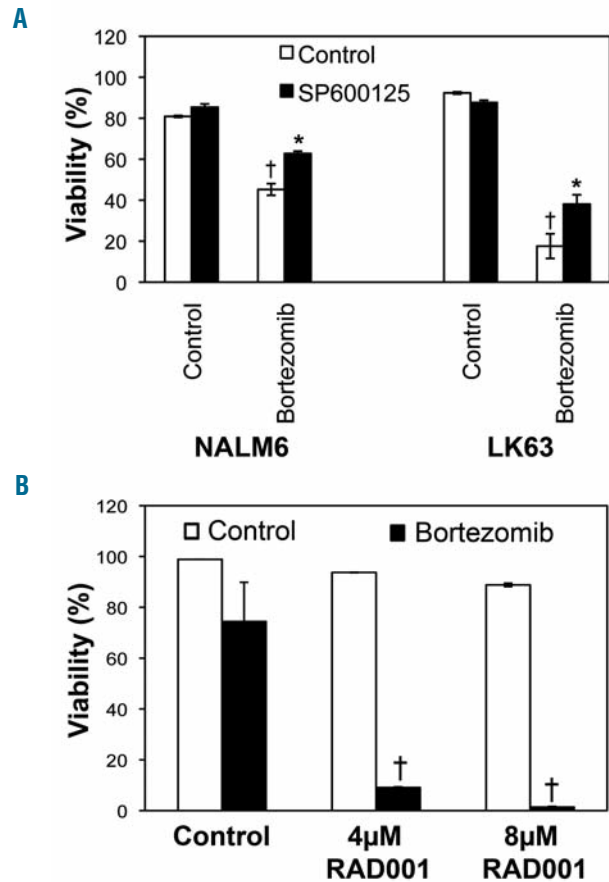 A
120
100
80
60
40
20
0
Viability (%)
Control
SP600125
†
*
†
*
Control
Bortezomib
Control
Bortezomib
NALM6
LK63
B
120
100
80
60
40
20
0
Viability (%)
Control
Bortezomib
†
†
Control
4µM
RAD001
8µM
RAD001